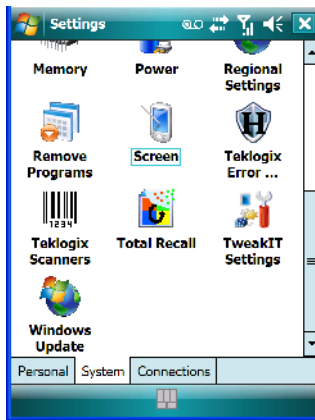 Settings
Memory Power Regional
Settings
Remove Screen Teklogix
Programs Error ...
1234
Teklogix Total Recall TweakIT
Scanners Settings
Windows
Update
Personal System Connections